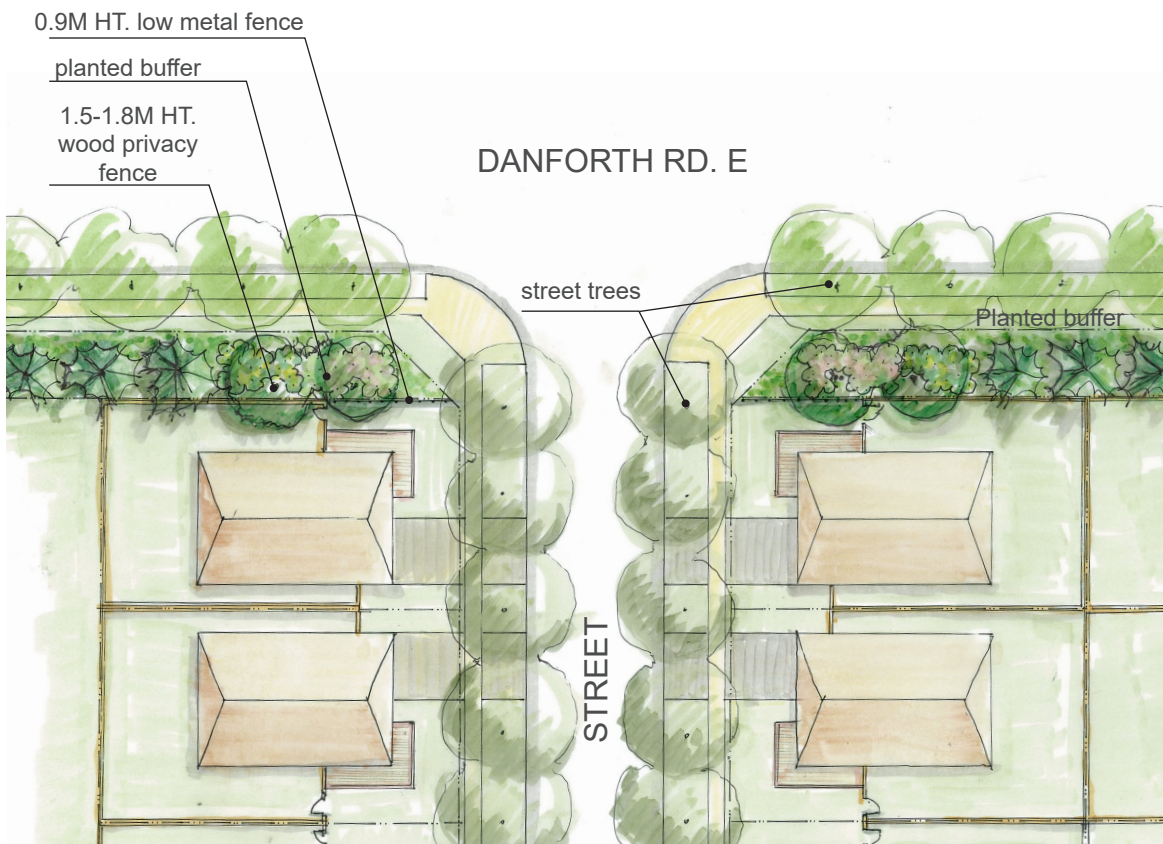 0.9M HT. low metal fence
planted buffer
1.5-1.8M HT.
wood privacy
fence
DANFORTH RD. E
street trees
Planted buffer
STREET